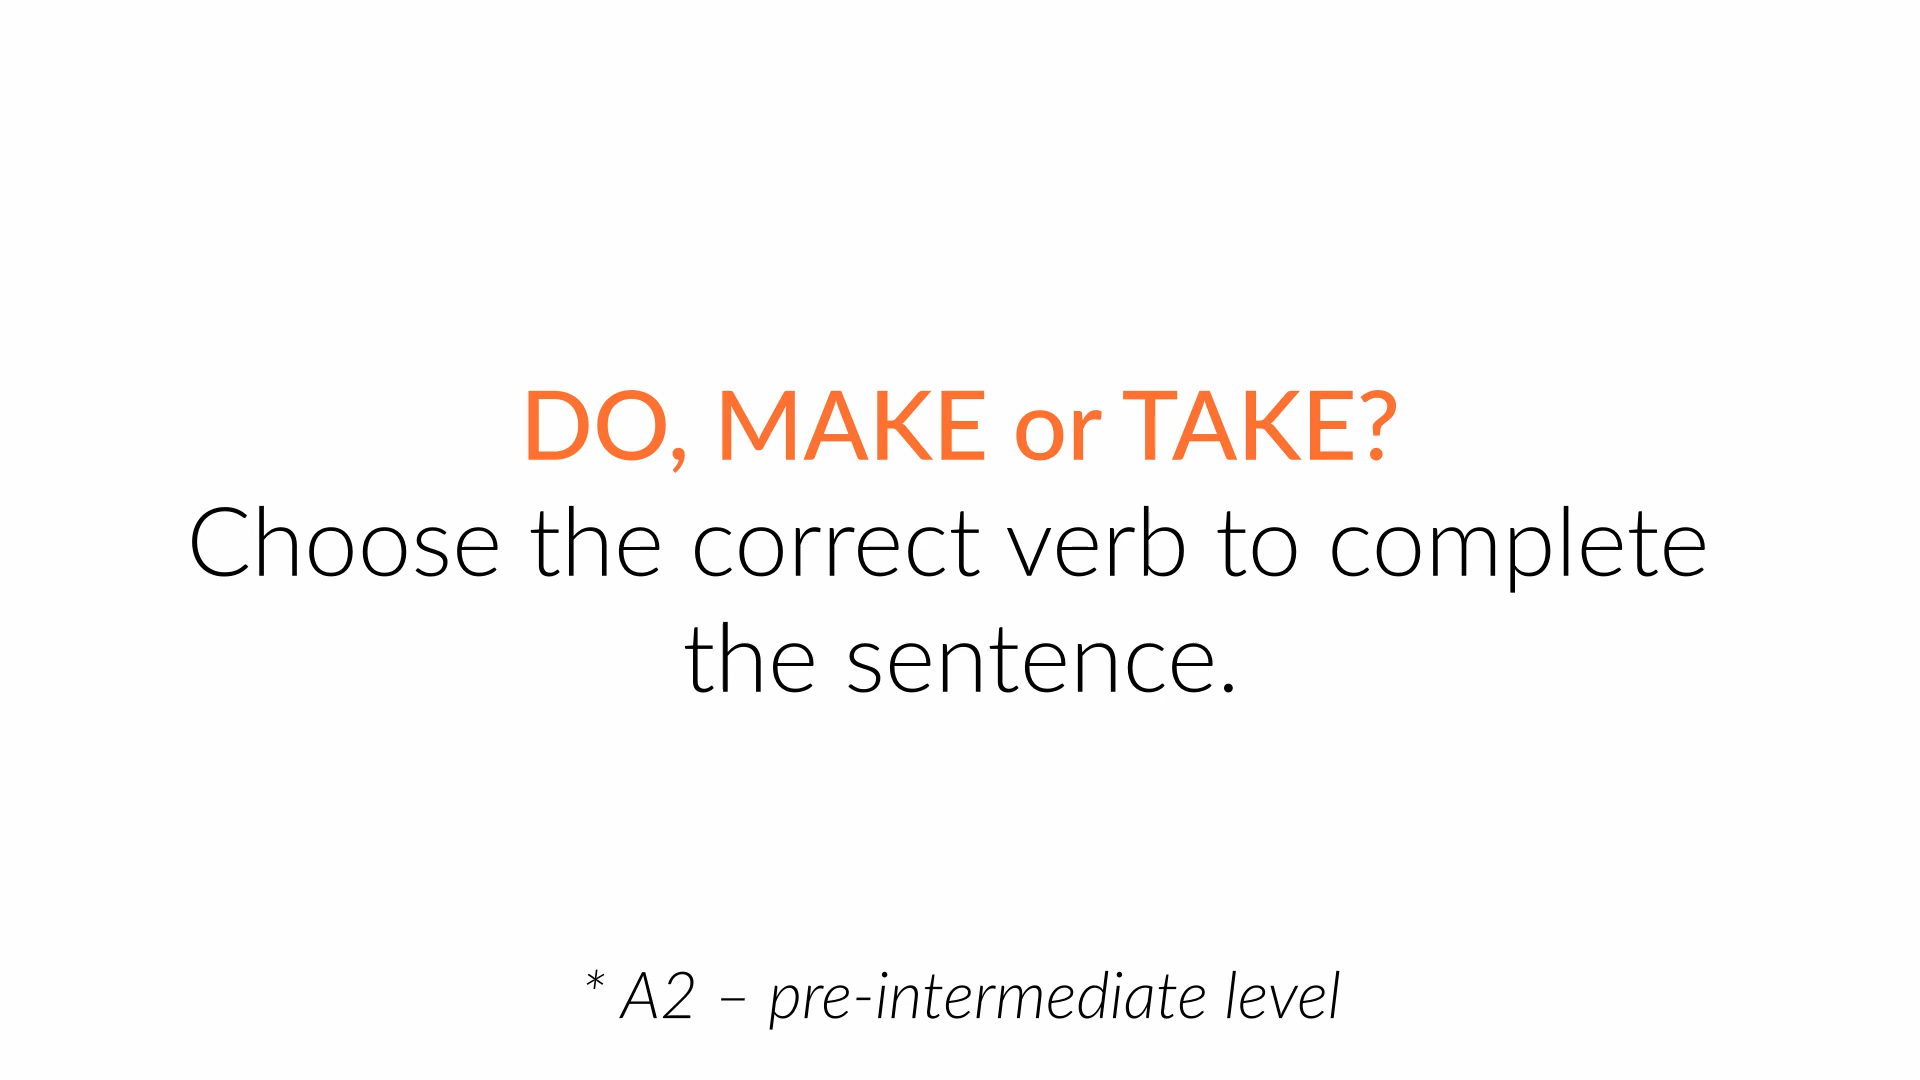 DO, MAKE or TAKE?
Choose the correct verb to complete
the sentence.
* A2 – pre-intermediate level